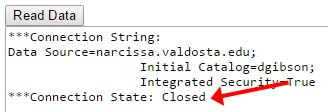 Read Data
***Connection String:
Data Source=narcissa.valdosta.edu;
Initial Catalog=dgibson;
Integrated Security=True
***Connection State: Closed